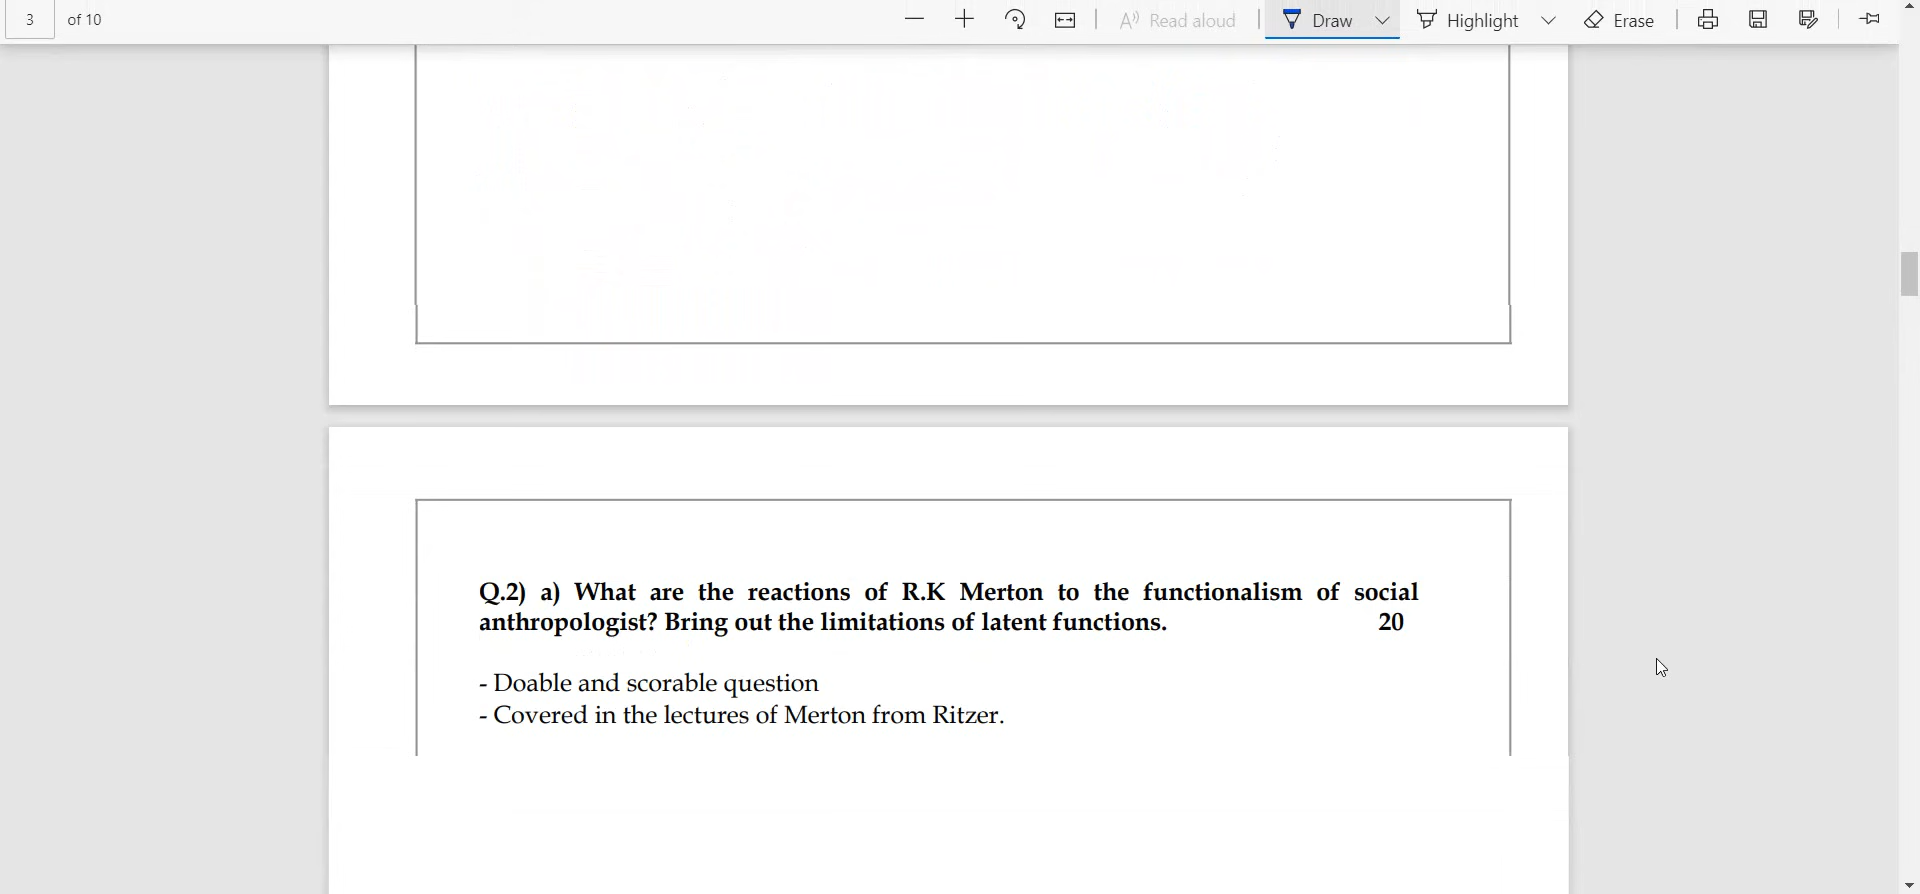 3 of 10 Read aloud Draw Highlight Erase
Q.2) a) What are the reactions of R.K Merton to the functionalism of social
anthropologist? Bring out the limitations of latent functions. 20
- Doable and scorable question
- Covered in the lectures of Merton from Ritzer.